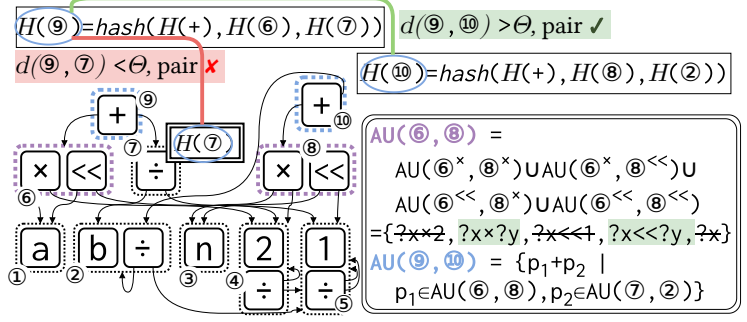 H(⑨)=hash(H(+),H(⑥),H(⑦))
d(⑨,⑩) >Θ, pair ✓
d(⑨,⑦) <Θ, pair ✘
H(⑩)=hash(H(+),H(⑧),H(②))
+ ⑨
+ ⑩
⑦ H(⑦)
× << ÷ ⑧ × <<
⑥
a b ÷ n 2 1
① ② ③ ④ ÷ ÷ ⑤
AU(⑥,⑧) =
AU(⑥×,⑧×)∪AU(⑥×,⑧<<)∪
AU(⑥<<,⑧×)∪AU(⑥<<,⑧<<)
={?x×2,?x×?y,?x<<1,?x<<?y,?x}
AU(⑨,⑩) = {p₁+p₂ |
p₁∈AU(⑥,⑧),p₂∈AU(⑦,②)}